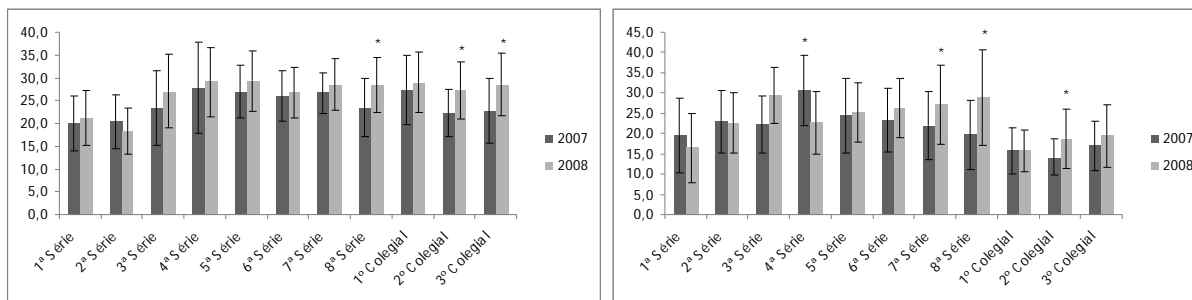 40,0
35,0
30,0
25,0
20,0
15,0
10,0
5,0
0,0
* * *
1ª Série
2ª Série
3ª Série
4ª Série
5ª Série
6ª Série
7ª Série
8ª Série
1º Colegial
2º Colegial
3º Colegial
2007
2008
45,0
40,0
35,0
30,0
25,0
20,0
15,0
10,0
5,0
0,0
* * * *
1ª Série
2ª Série
3ª Série
4ª Série
5ª Série
6ª Série
7ª Série
8ª Série
1º Colegial
2º Colegial
3º Colegial
2007
2008